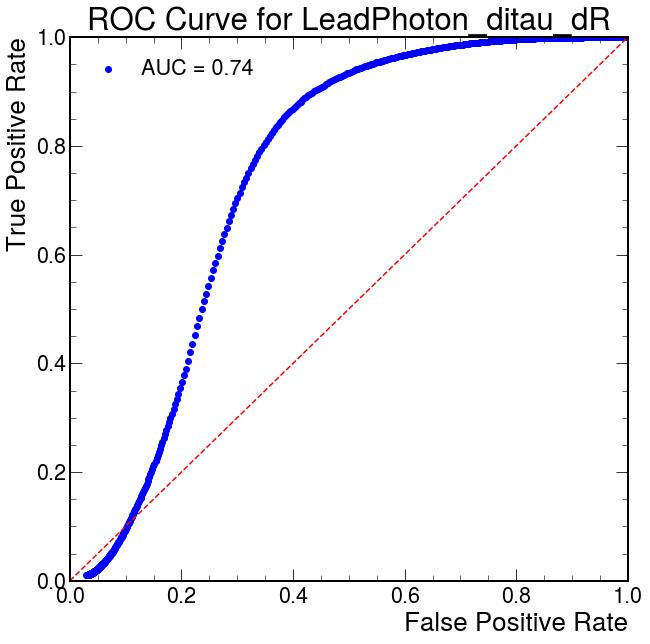 ROC Curve for LeadPhoton_ditau_dR
1.0
0.8
0.6
0.4
0.2
0.0
True Positive Rate
AUC = 0.74
0.0 0.2 0.4 0.6 0.8 1.0
False Positive Rate